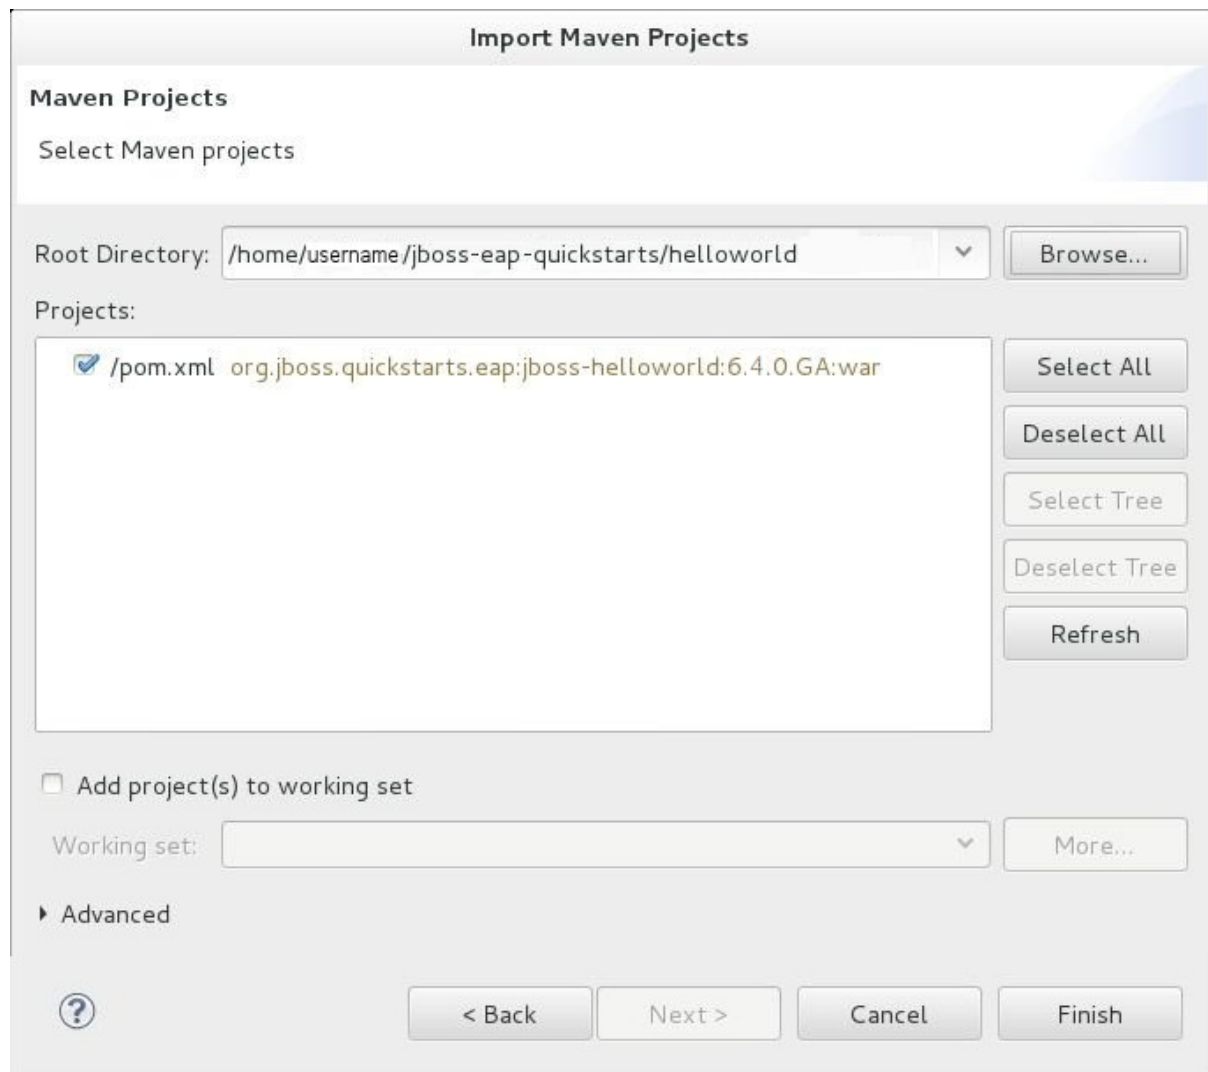 Import Maven Projects
Maven Projects
Select Maven projects
Root Directory: /home/username/jboss-eap-quickstarts/helloworld Browse...
Projects:
/pom.xml org.jboss.quickstarts.eap:jboss-helloworld:6.4.0.GA:war Select All
Deselect All
Select Tree
Deselect Tree
Refresh
Add project(s) to working set
Working set: More...
Advanced
? < Back Next > Cancel Finish